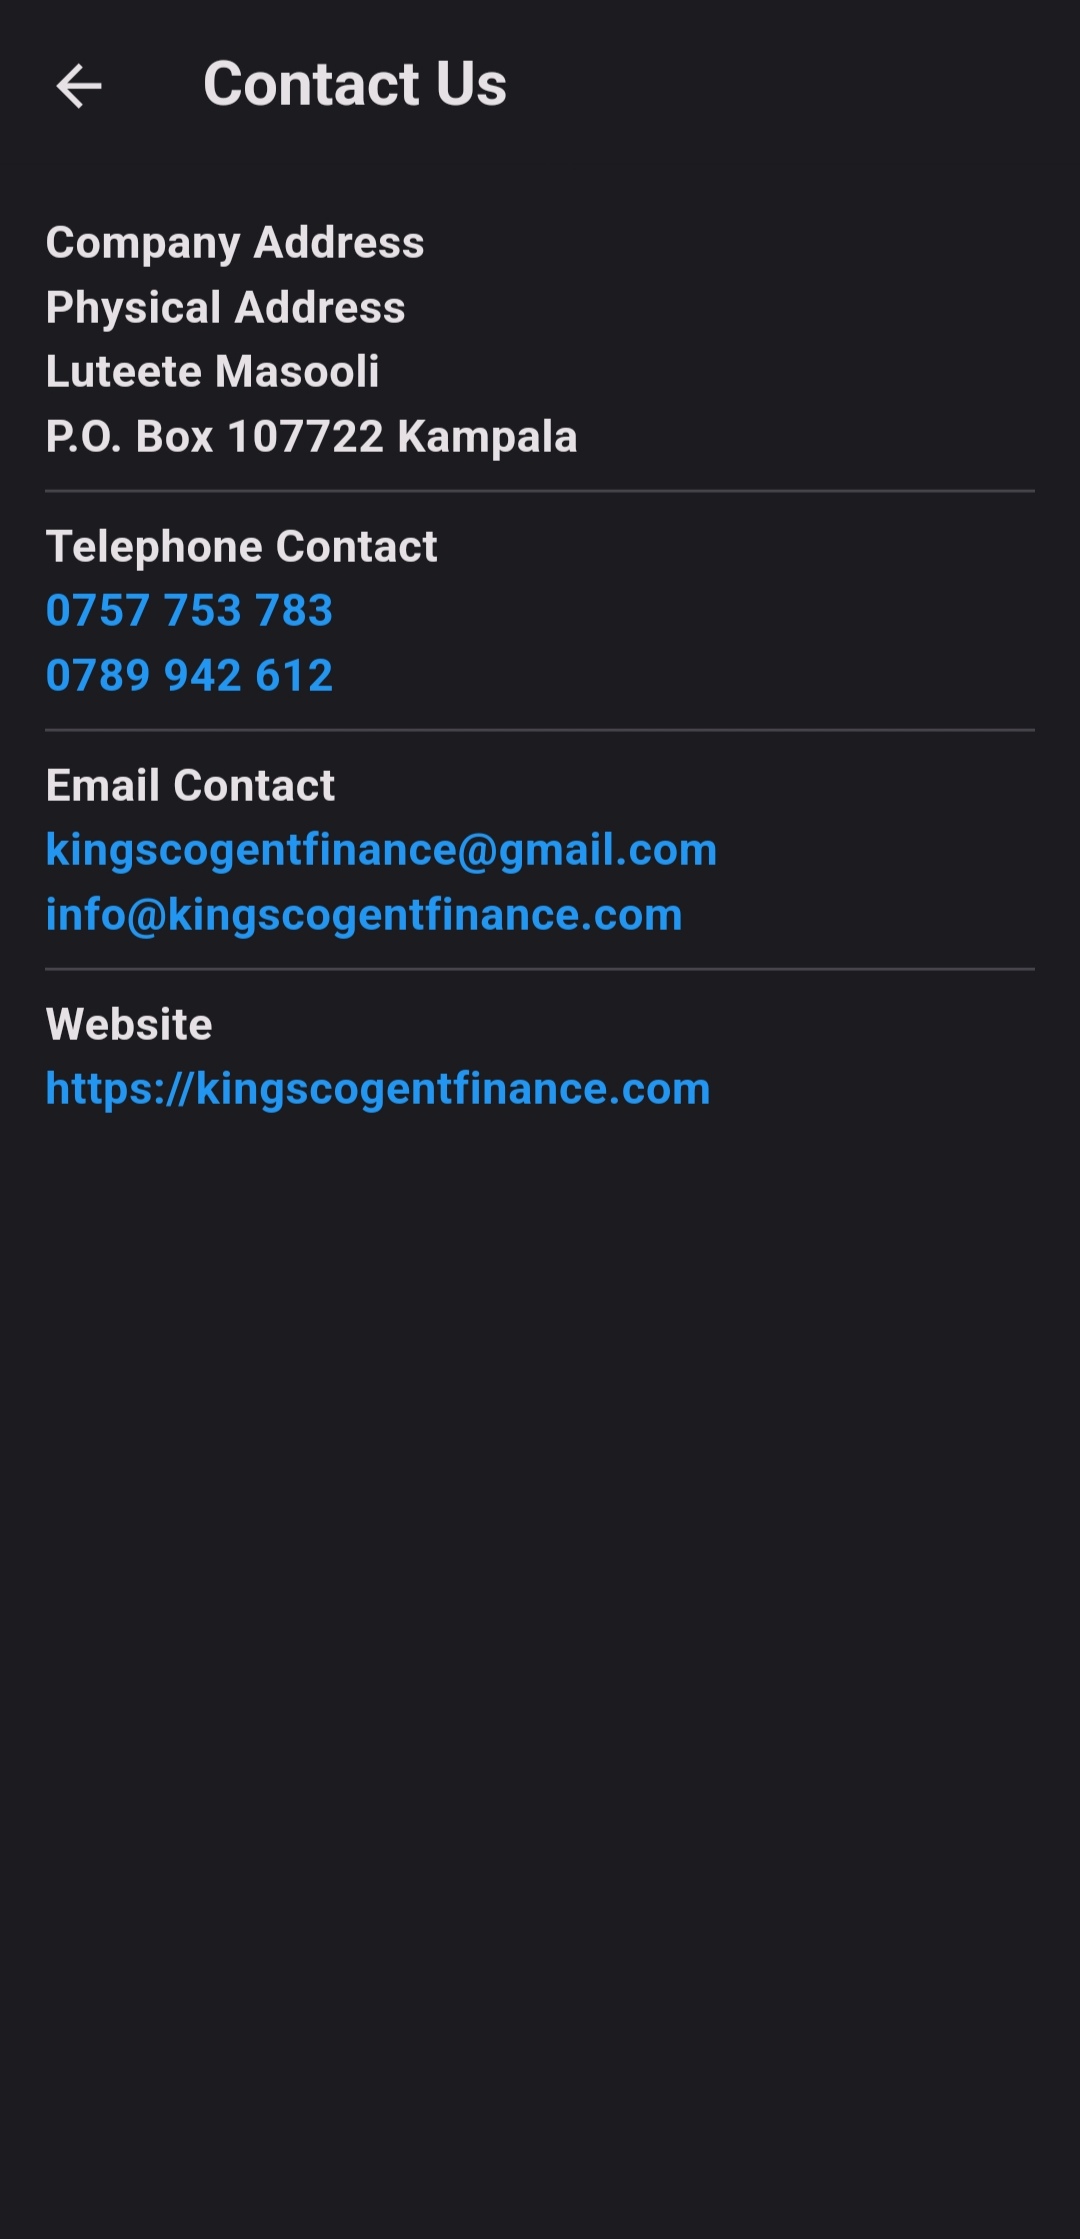 Contact Us
Company Address
Physical Address
Luteete Masooli
P.O. Box 107722 Kampala
Telephone Contact
0757 753 783
0789 942 612
Email Contact
kingscogentfinance@gmail.com
info@kingscogentfinance.com
Website
https://kingscogentfinance.com